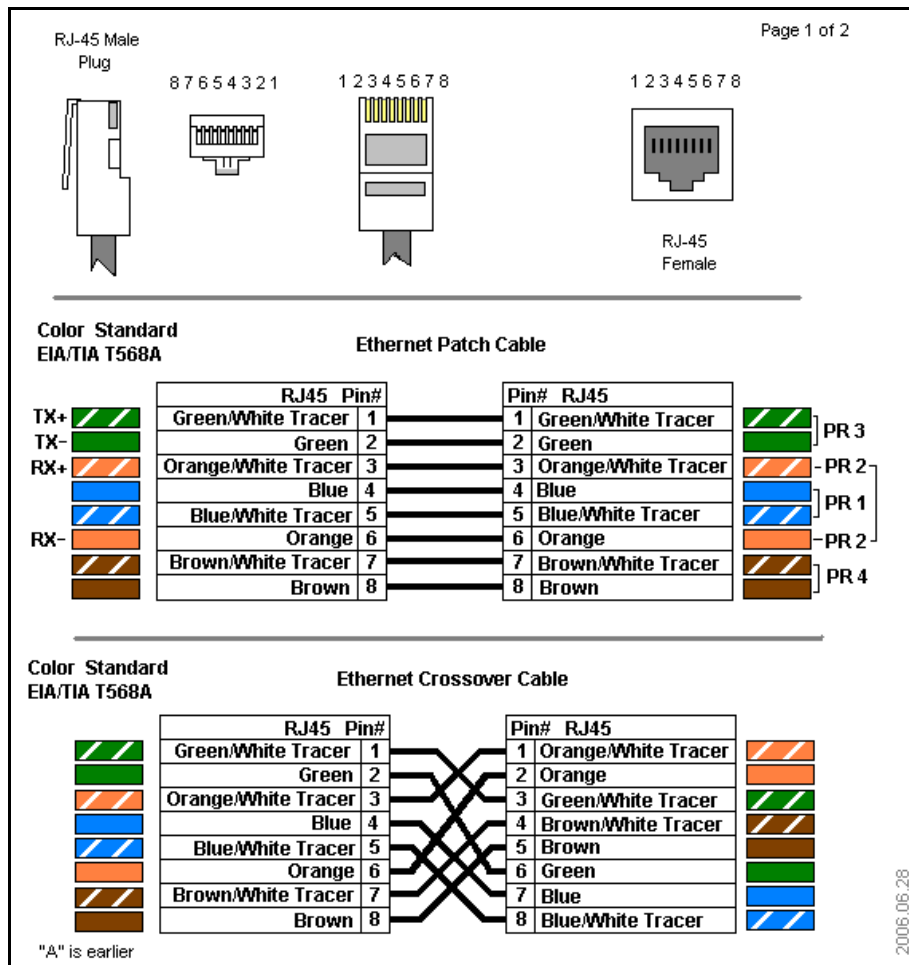 Page 1 of 2
RJ-45 Male
Plug
8 7 6 5 4 3 2 1
1 2 3 4 5 6 7 8
1 2 3 4 5 6 7 8
RJ-45
Female
Color Standard
EIA/TIA T568A
Ethernet Patch Cable
RJ45 Pin# Pin# RJ45
TX+ Green/White Tracer 1 1 Green/White Tracer
TX- Green 2 2 Green PR 3
RX+ Orange/White Tracer 3 3 Orange/White Tracer PR 2
Blue 4 4 Blue
Blue/White Tracer 5 5 Blue/White Tracer PR 1
RX- Orange 6 6 Orange PR 2
Brown/White Tracer 7 7 Brown/White Tracer
Brown 8 8 Brown PR 4
Color Standard
EIA/TIA T568A
Ethernet Crossover Cable
RJ45 Pin# Pin# RJ45
Green/White Tracer 1 1 Orange/White Tracer
Green 2 2 Orange
Orange/White Tracer 3 3 Green/White Tracer
Blue 4 4 Brown/White Tracer
Blue/White Tracer 5 5 Brown
Orange 6 6 Green
Brown/White Tracer 7 7 Blue
Brown 8 8 Blue/White Tracer
"A" is earlier
2006.06.28